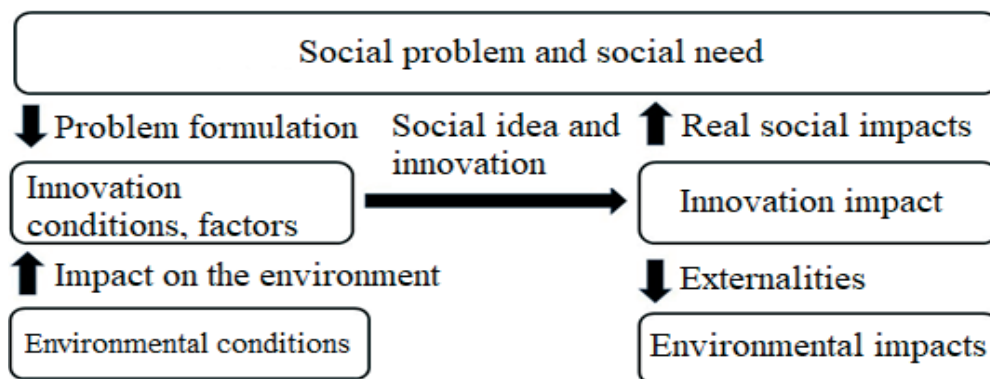 Social problem and social need
Problem formulation
Social idea and
innovation
Real social impacts
Innovation
conditions, factors
Innovation impact
Impact on the environment
Externalities
Environmental conditions
Environmental impacts